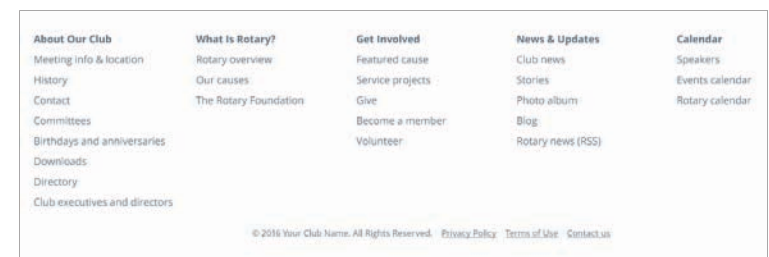 About Our Club
Meeting info & location
History
Contact
Committees
Birthdays and anniversaries
Downloads
Directory
Club executives and directors
What Is Rotary?
Rotary overview
Our causes
The Rotary Foundation
Get Involved
Featured cause
Service projects
Give
Become a member
Volunteer
News & Updates
Club news
Stories
Photo album
Blog
Rotary news (RSS)
Calendar
Speakers
Events calendar
Rotary calendar
© 2016 Your Club Name. All Rights Reserved. Privacy Policy Terms of Use Contact us